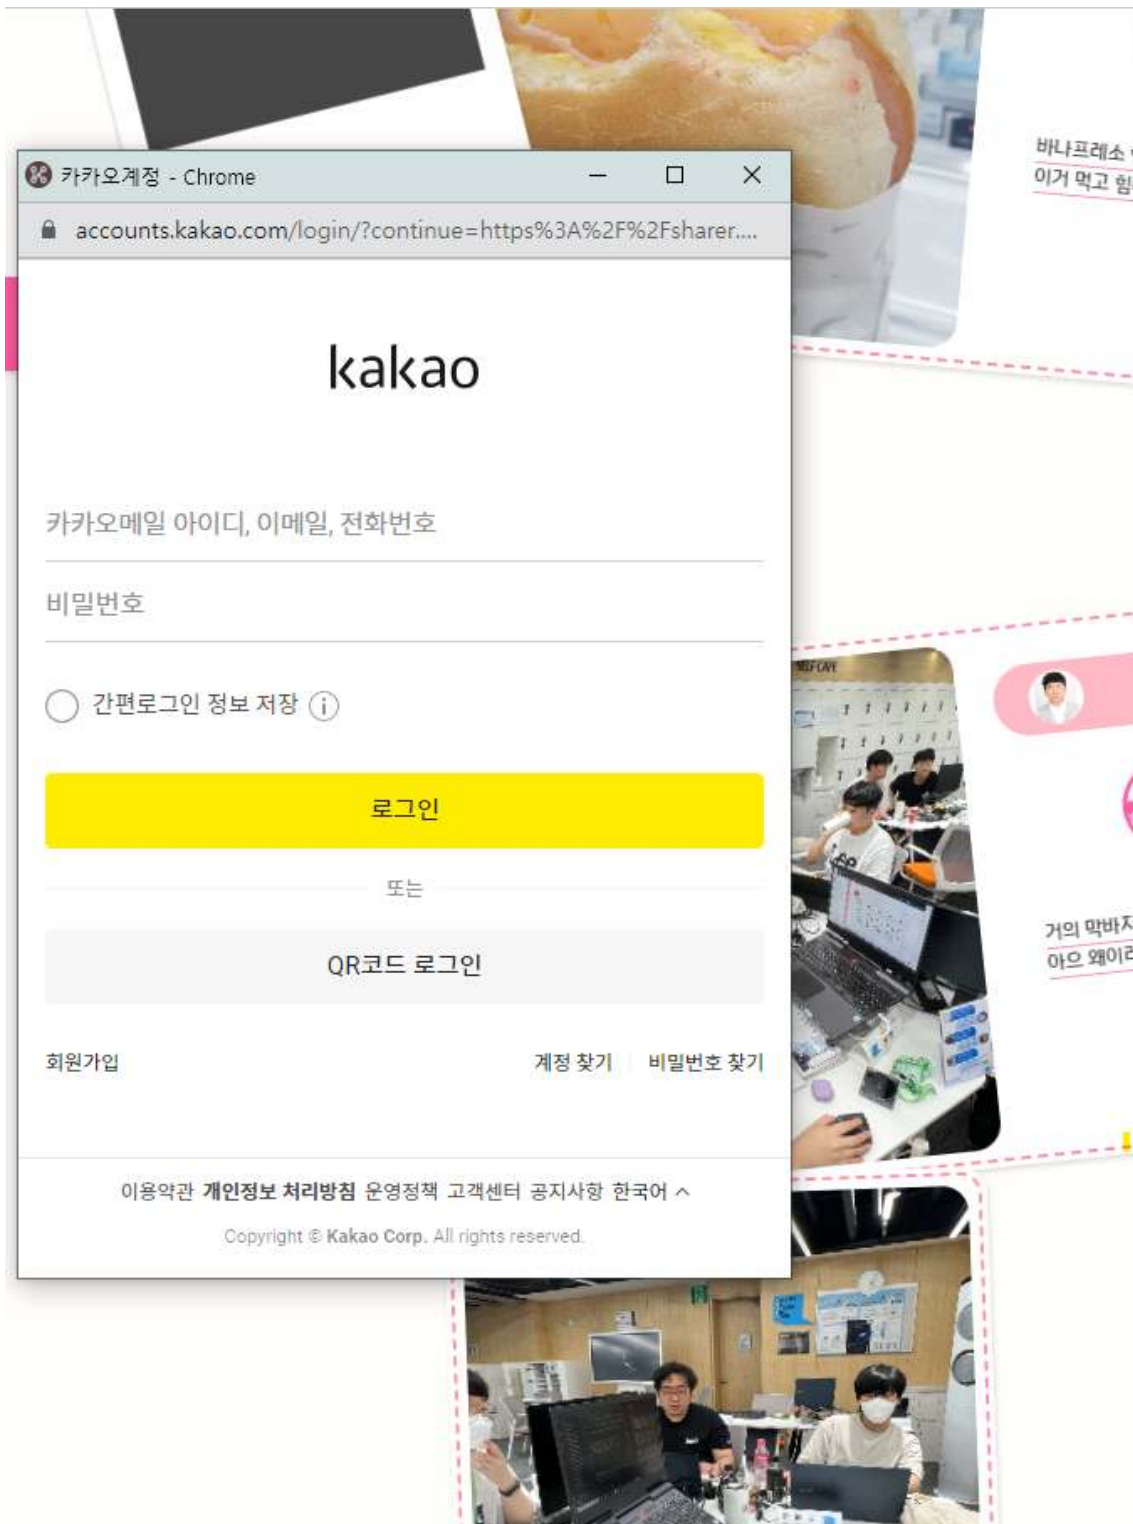 카카오계정 - Chrome
accounts.kakao.com/login/?continue=https%3A%2F%2Fsharer....
바나프레소
이거 먹고 힘
kakao
카카오메일 아이디, 이메일, 전화번호
비밀번호
SELF CAFE
간편로그인 정보 저장
로그인
또는
QR코드 로그인
거의 막바지
아으 왜이리
회원가입 계정 찾기 비밀번호 찾기
이용약관 개인정보 처리방침 운영정책 고객센터 공지사항 한국어
Copyright © Kakao Corp. All rights reserved.